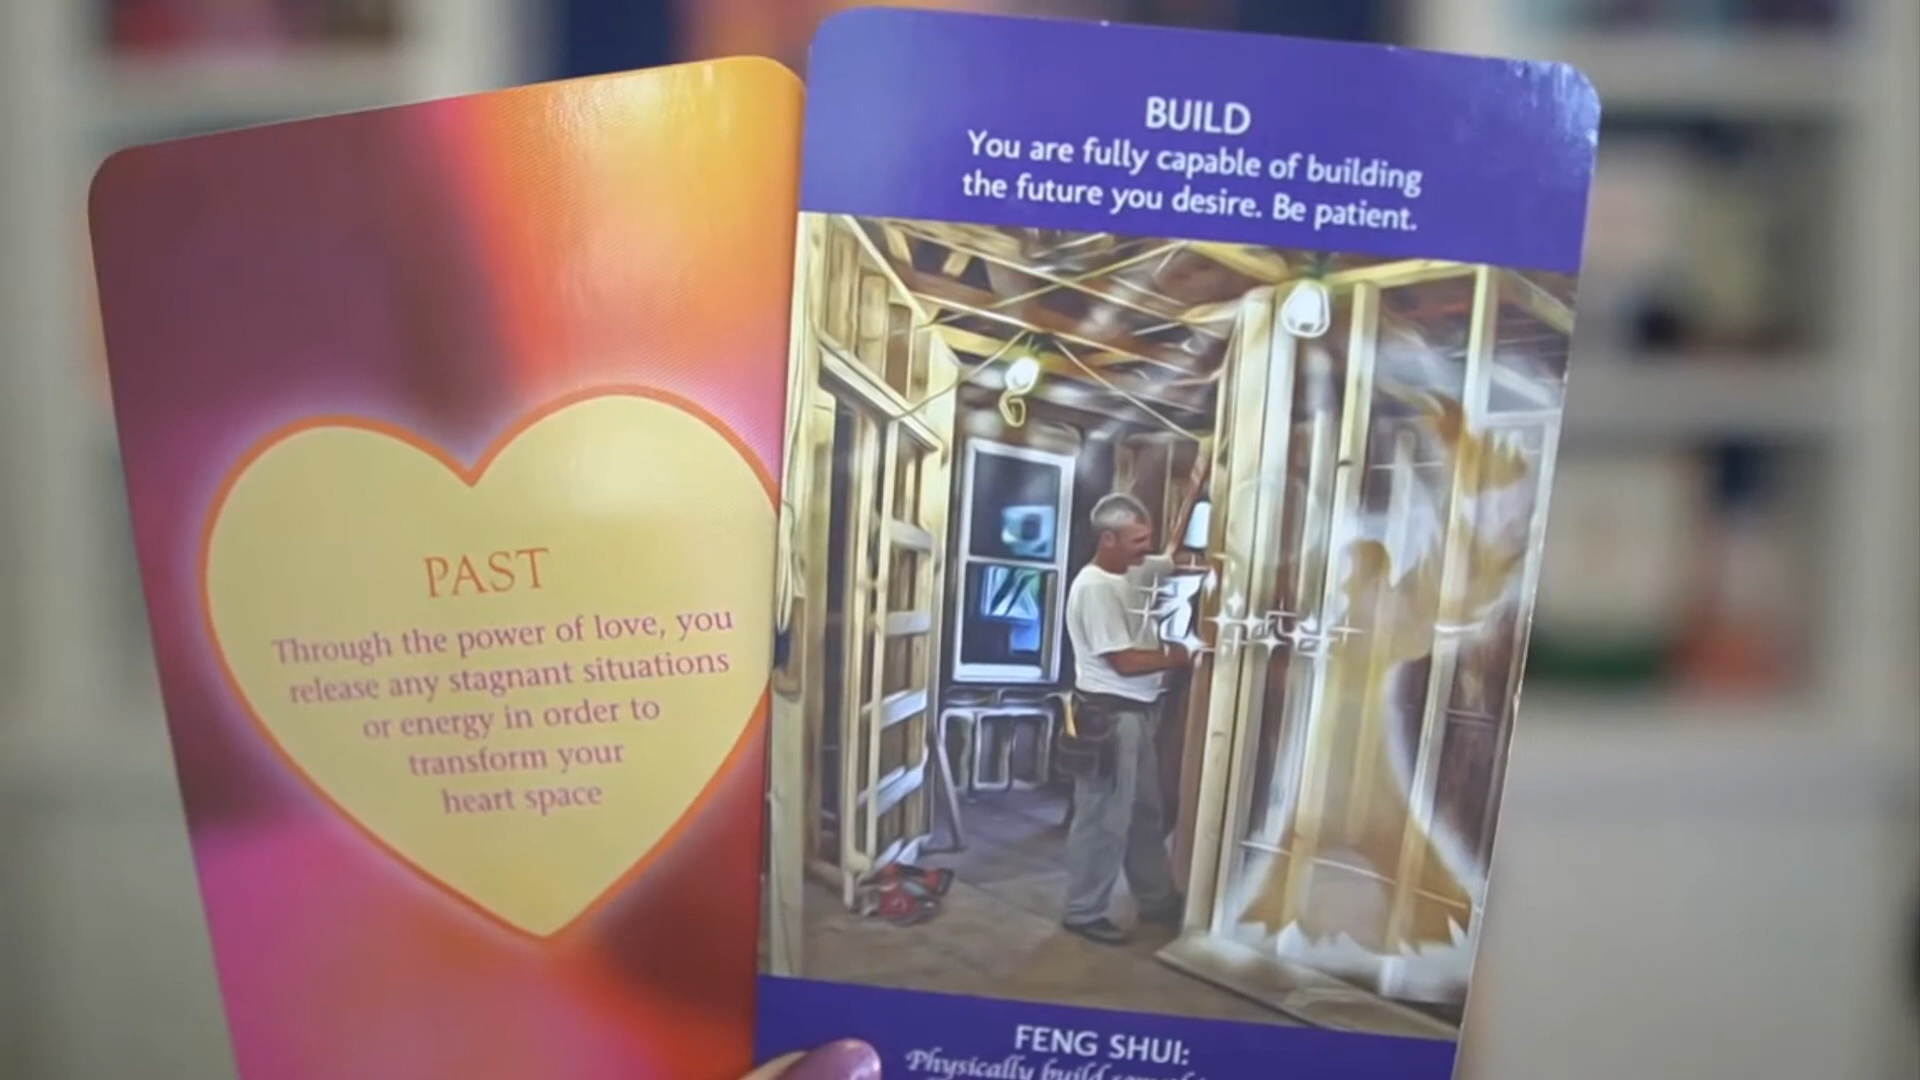 PAST
Through the power of love, you
release any stagnant situations
or energy in order to
transform your
heart space
BUILD
You are fully capable of building
the future you desire. Be patient.
FENG SHUI:
Physically build